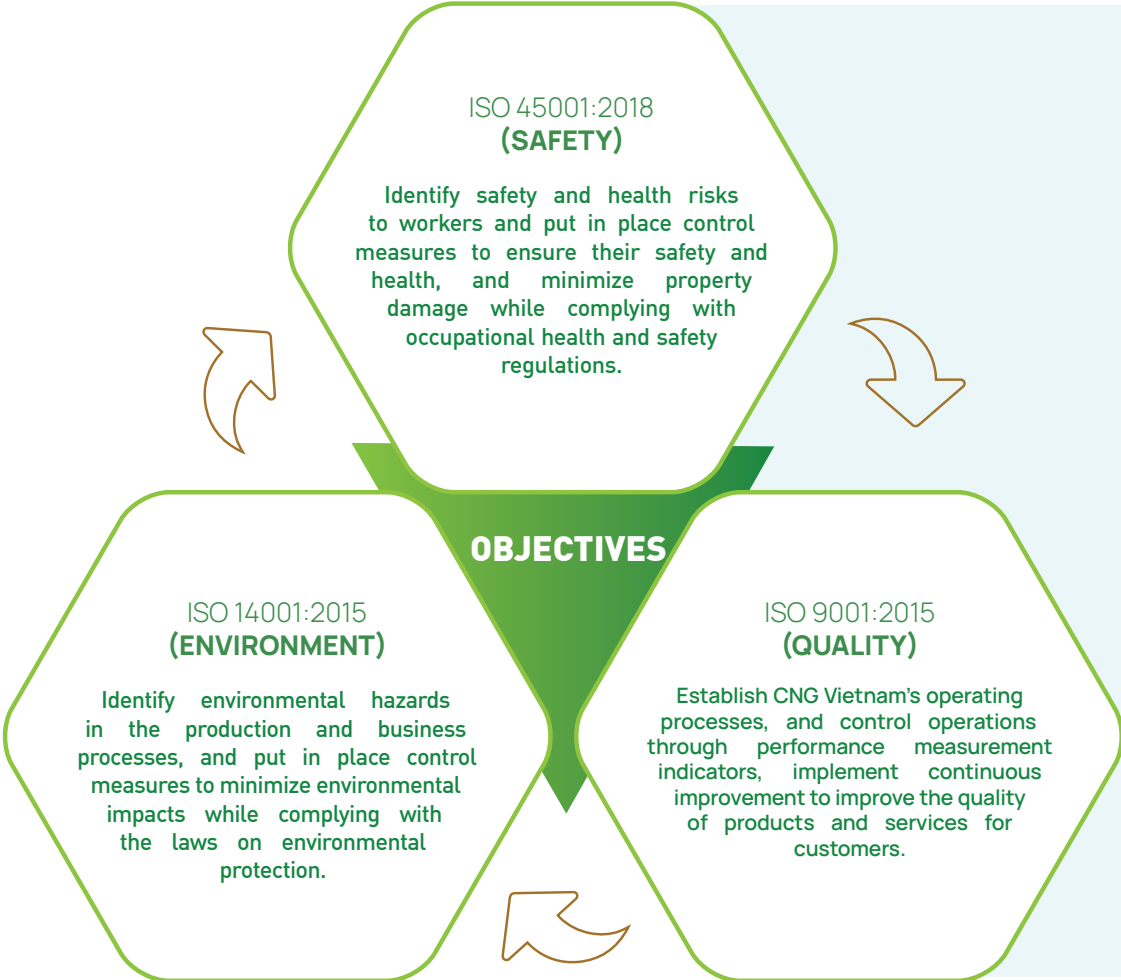 ISO 45001:2018
(SAFETY)
Identify safety and health risks
to workers and put in place control
measures to ensure their safety and
health, and minimize property
damage while complying with
occupational health and safety
regulations.
OBJECTIVES
ISO 14001:2015
(ENVIRONMENT)
Identify environmental hazards
in the production and business
processes, and put in place control
measures to minimize environmental
impacts while complying with
the laws on environmental
protection.
ISO 9001:2015
(QUALITY)
Establish CNG Vietnam's operating
processes, and control operations
through performance measurement
indicators, implement continuous
improvement to improve the quality
of products and services for
customers.